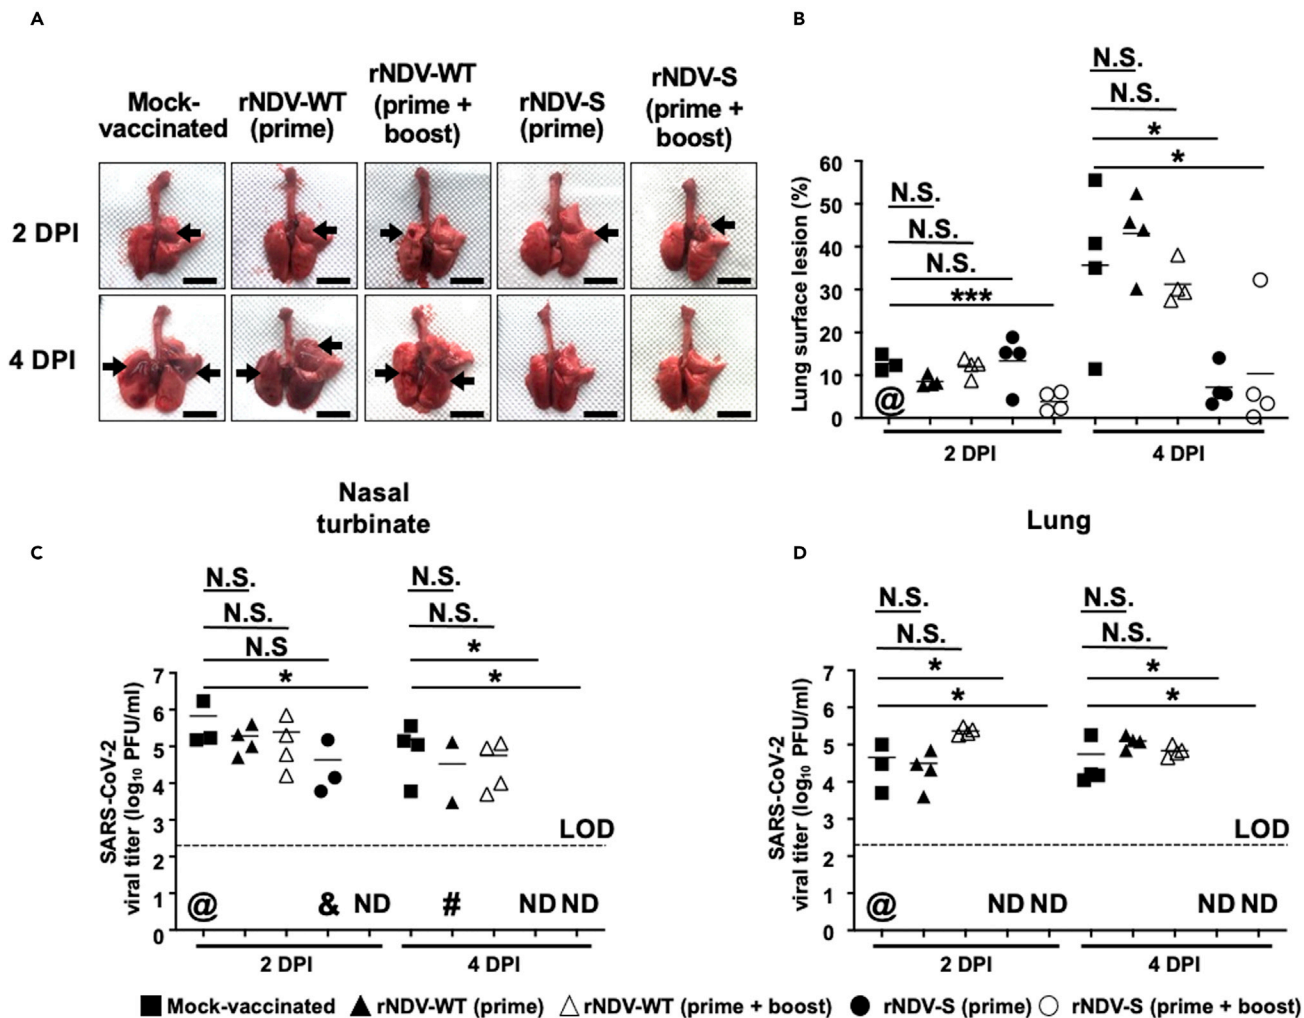 A
Mock-
vaccinated
rNDV-WT
(prime)
rNDV-WT
(prime +
boost)
rNDV-S
(prime)
rNDV-S
(prime +
boost)
2 DPI
4 DPI
B
N.S.
N.S.
*
*
N.S.
N.S.
N.S.
***
Lung surface lesion (%)
60
50
40
30
20
10
0
@
2 DPI
4 DPI
Nasal
turbinate
C
N.S.
N.S.
N.S
*
N.S.
N.S.
*
*
SARS-CoV-2
viral titer (log10 PFU/ml)
7
6
5
4
3
2
1
0
LOD
@
&
ND
#
ND ND
2 DPI
4 DPI
Lung
D
N.S.
N.S.
*
*
N.S.
N.S.
*
*
SARS-CoV-2
viral titer (log10 PFU/ml)
7
6
5
4
3
2
1
0
LOD
@
ND ND
ND ND
2 DPI
4 DPI
Mock-vaccinated
rNDV-WT (prime)
rNDV-WT (prime + boost)
rNDV-S (prime)
rNDV-S (prime + boost)